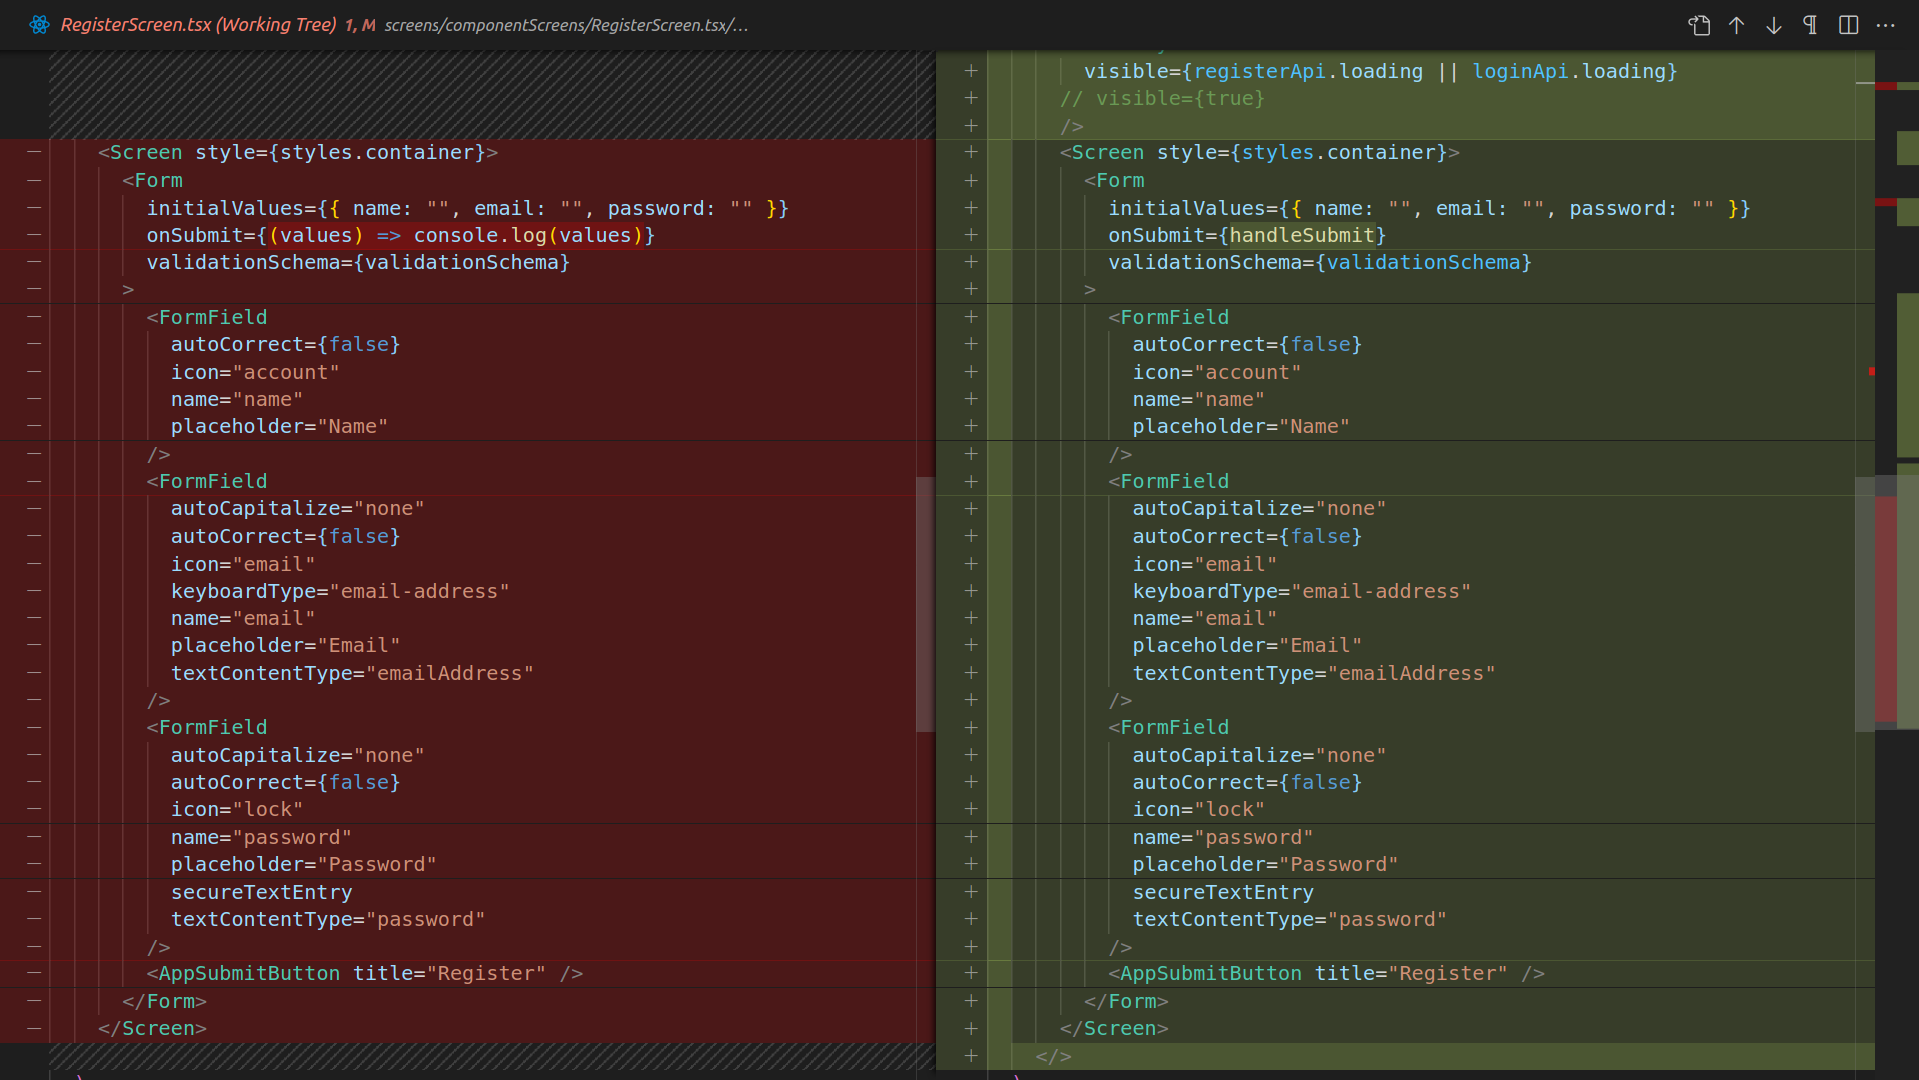 RegisterScreen.tsx (Working Tree) 1, M screens/componentScreens/RegisterScreen.tsx/...
<Screen style={styles.container}>
<Form
initialValues={{ name: "", email: "", password: "" }}
onSubmit={(values) => console.log(values)}
validationSchema={validationSchema}
>
<FormField
autoCorrect={false}
icon="account"
name="name"
placeholder="Name"
/>
<FormField
autoCapitalize="none"
autoCorrect={false}
icon="email"
keyboardType="email-address"
name="email"
placeholder="Email"
textContentType="emailAddress"
/>
<FormField
autoCapitalize="none"
autoCorrect={false}
icon="lock"
name="password"
placeholder="Password"
secureTextEntry
textContentType="password"
/>
<AppSubmitButton title="Register" />
</Form>
</Screen>
visible={registerApi.loading || loginApi.loading}
// visible={true}
/>
<Screen style={styles.container}>
<Form
initialValues={{ name: "", email: "", password: "" }}
onSubmit={handleSubmit}
validationSchema={validationSchema}
>
<FormField
autoCorrect={false}
icon="account"
name="name"
placeholder="Name"
/>
<FormField
autoCapitalize="none"
autoCorrect={false}
icon="email"
keyboardType="email-address"
name="email"
placeholder="Email"
textContentType="emailAddress"
/>
<FormField
autoCapitalize="none"
autoCorrect={false}
icon="lock"
name="password"
placeholder="Password"
secureTextEntry
textContentType="password"
/>
<AppSubmitButton title="Register" />
</Form>
</Screen>
</>